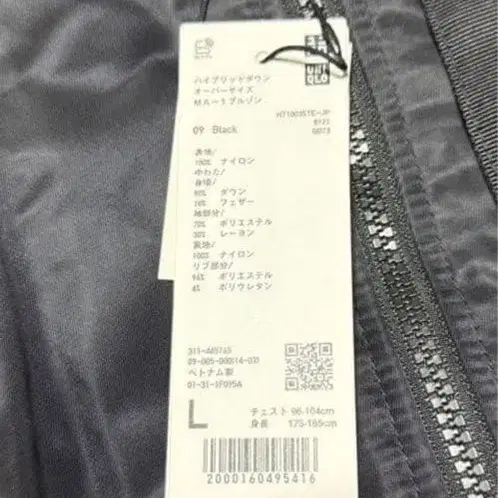 UNI
QLO
ハイブリッドダウン
オーバーサイズ
MA-1ブルゾン
09 Black
表地/
100% ナイロン
中わた/
身頃/
90% ダウン
10% フェザー
袖部分/
70% ポリエステル
30% レーヨン
裏地/
100% ナイロン
リブ部分/
96% ポリエステル
4% ポリウレタン
ベトナム製
L
チェスト 96-104cm
身長 175-185cm
2000160495416